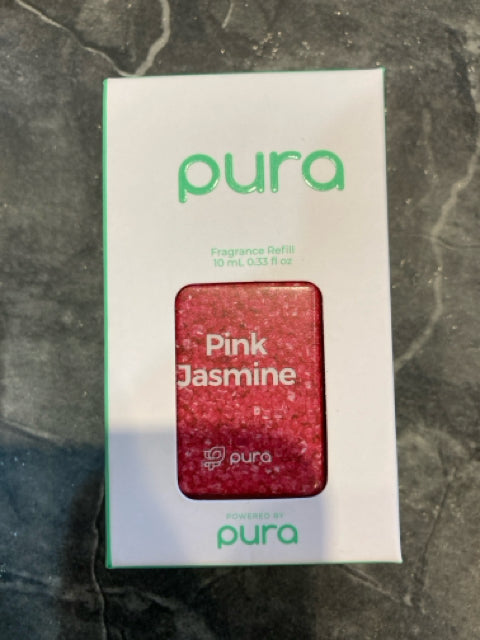 pura
Fragrance Refill
10 mL 0.33 fl oz
Pink
Jasmine
pura
POWERED BY
pura